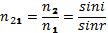 n₂₁ = n₂/n₁ = sini/sinr